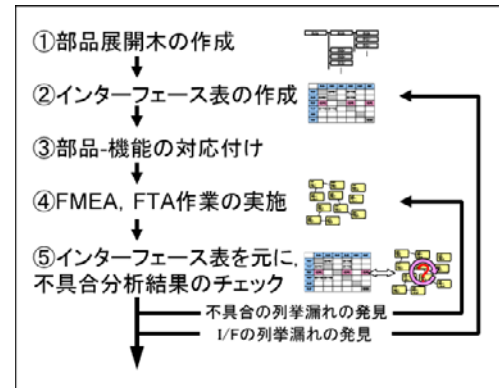 ①部品展開木の作成
②インターフェース表の作成
③部品-機能の対応付け
④FMEA, FTA作業の実施
⑤インターフェース表を元に,
不具合分析結果のチェック
不具合の列挙漏れの発見
I/Fの列挙漏れの発見